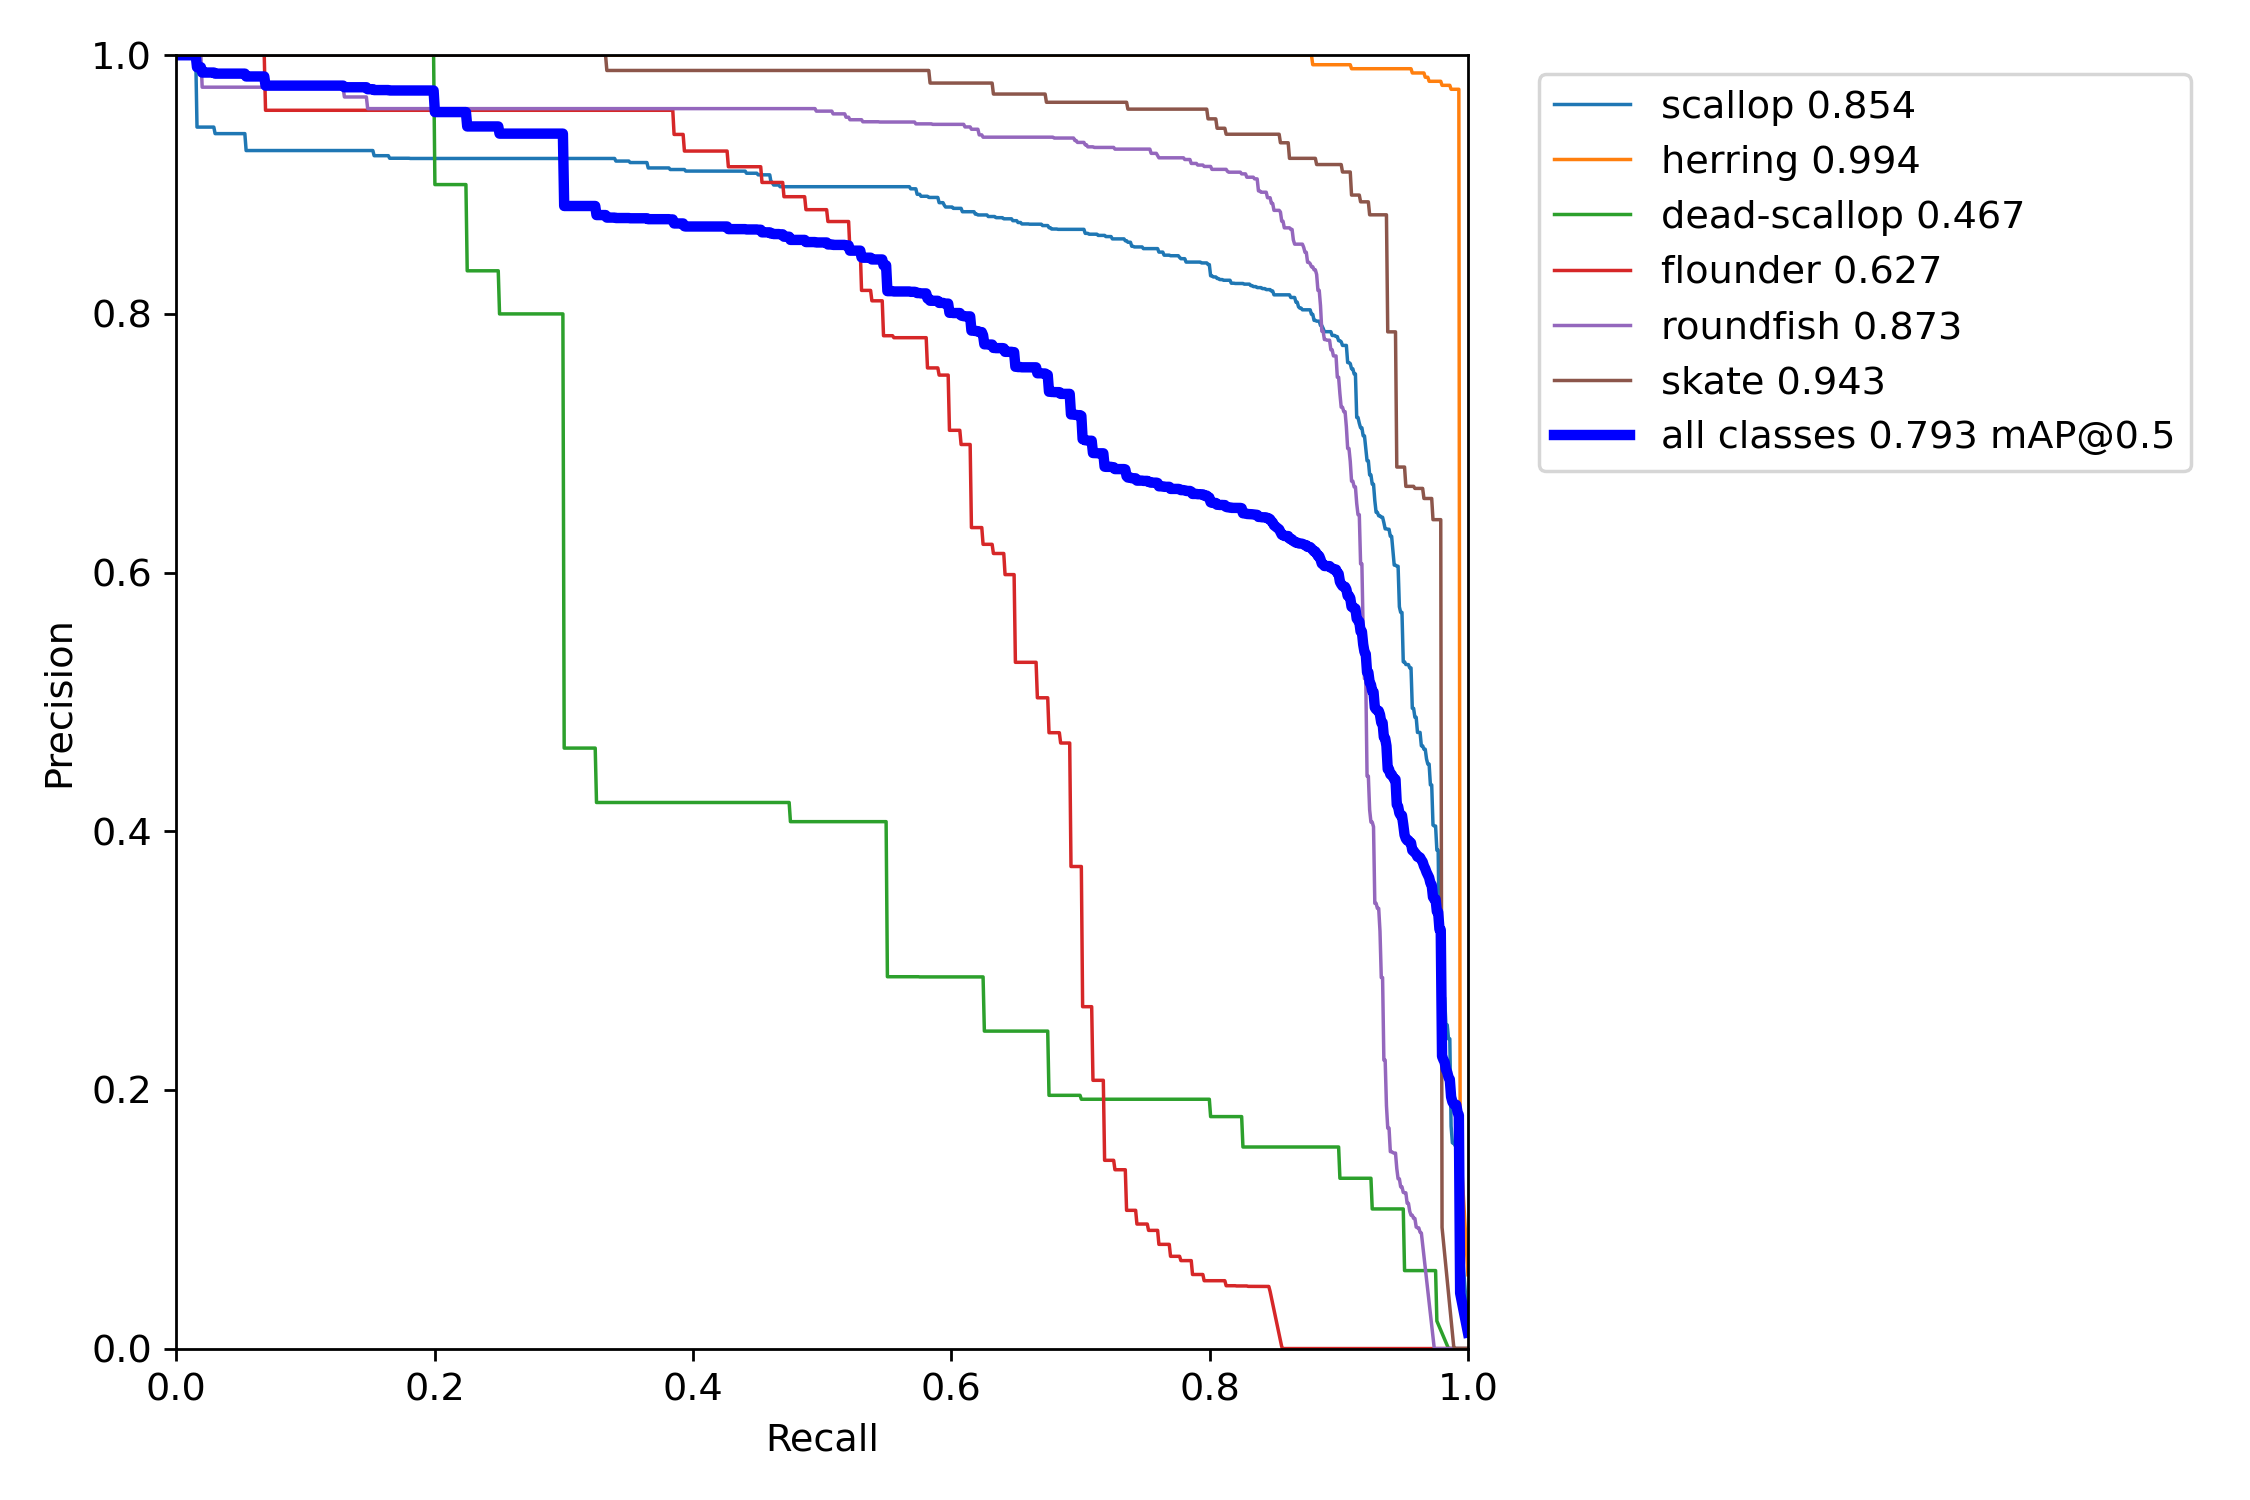 1.0
0.8
0.6
0.4
0.2
0.0
Precision
0.0 0.2 0.4 0.6 0.8 1.0
Recall
scallop 0.854
herring 0.994
dead-scallop 0.467
flounder 0.627
roundfish 0.873
skate 0.943
all classes 0.793 mAP@0.5